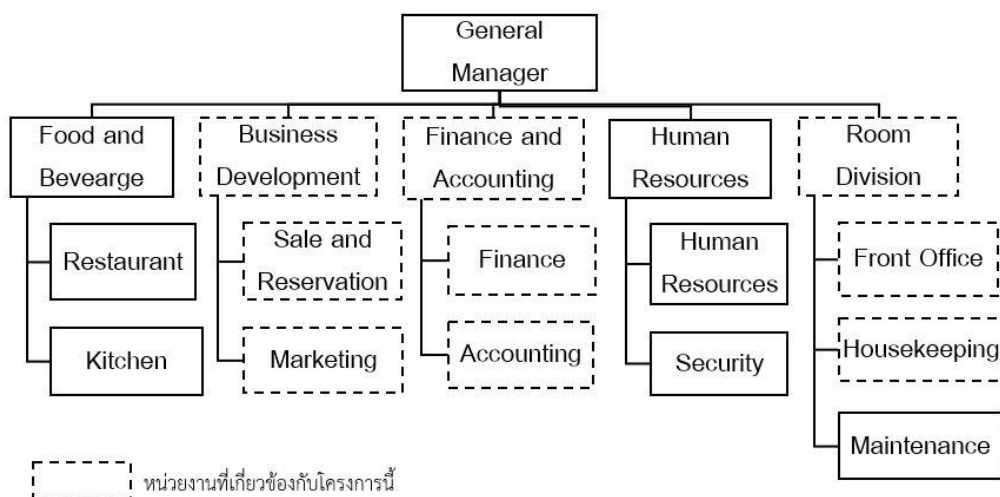 General
Manager
Food and
Bevearge
Business
Development
Finance and
Accounting
Human
Resources
Room
Division
Restaurant
Sale and
Reservation
Finance
Human
Resources
Front Office
Kitchen
Marketing
Accounting
Security
Housekeeping
Maintenance
หน่วยงานที่เกี่ยวข้องกับโครงการนี้